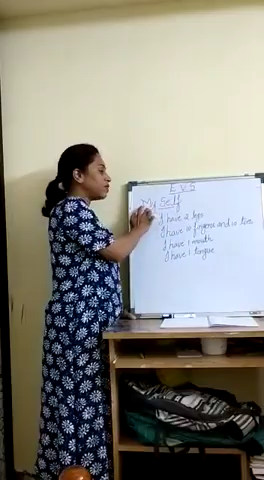 E V S
My Self
I have 2 legs
I have 10 fingers and 10 toes
I have 1 mouth
I have 1 tongue